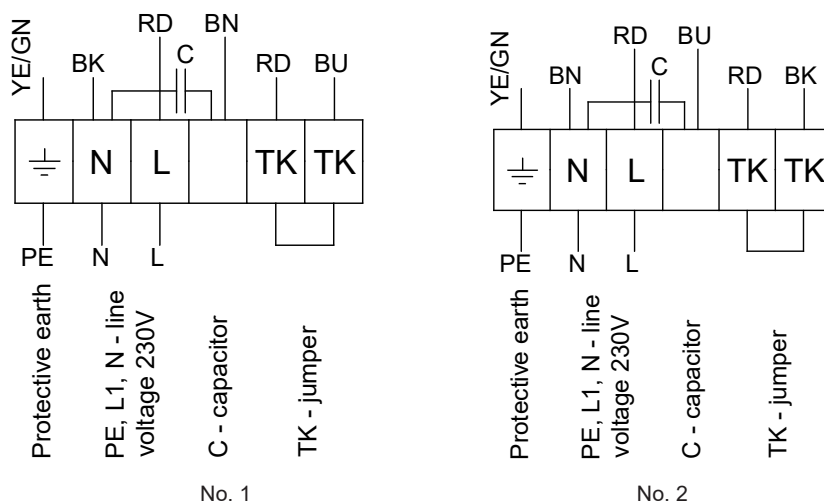 YE/GN
BK
RD
C
BN
RD
BU
N
L
TK
TK
PE
N
L
Protective earth
PE, L1, N - line
voltage 230V
C - capacitor
TK - jumper
No. 1
YE/GN
BN
RD
C
BU
RD
BK
N
L
TK
TK
PE
N
L
Protective earth
PE, L1, N - line
voltage 230V
C - capacitor
TK - jumper
No. 2